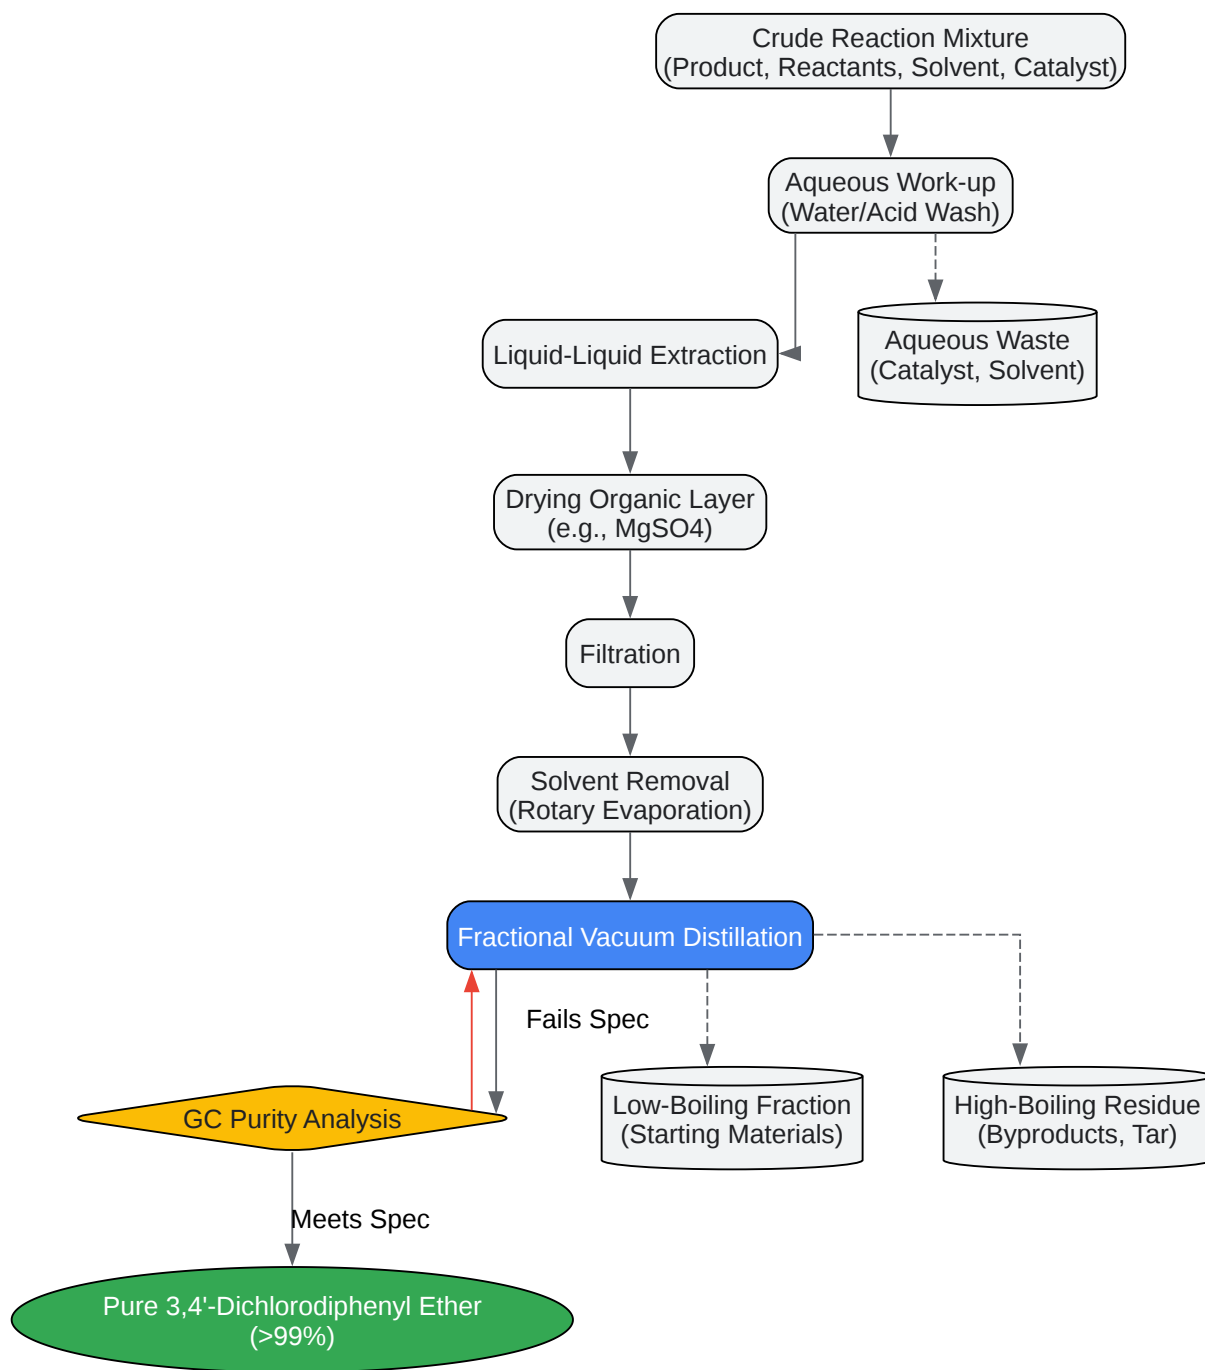 Crude Reaction Mixture
(Product, Reactants, Solvent, Catalyst)
Aqueous Work-up
(Water/Acid Wash)
Aqueous Waste
(Catalyst, Solvent)
Liquid-Liquid Extraction
Drying Organic Layer
(e.g., MgSO4)
Filtration
Solvent Removal
(Rotary Evaporation)
Fractional Vacuum Distillation
Fails Spec
GC Purity Analysis
Low-Boiling Fraction
(Starting Materials)
High-Boiling Residue
(Byproducts, Tar)
Meets Spec
Pure 3,4'-Dichlorodiphenyl Ether
(>99%)